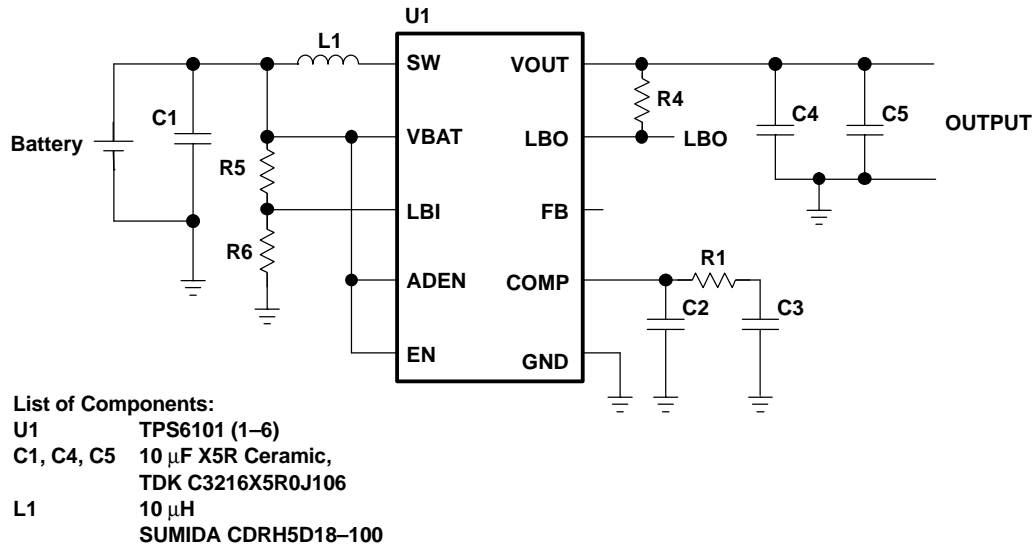 U1
L1
SW
VOUT
R4
C1
C4
C5
OUTPUT
Battery
VBAT
LBO
LBO
R5
LBI
FB
R6
R1
ADEN
COMP
C2
C3
EN
GND
List of Components:
U1 TPS6101 (1–6)
C1, C4, C5 10 μF X5R Ceramic,
TDK C3216X5R0J106
L1 10 μH
SUMIDA CDRH5D18–100